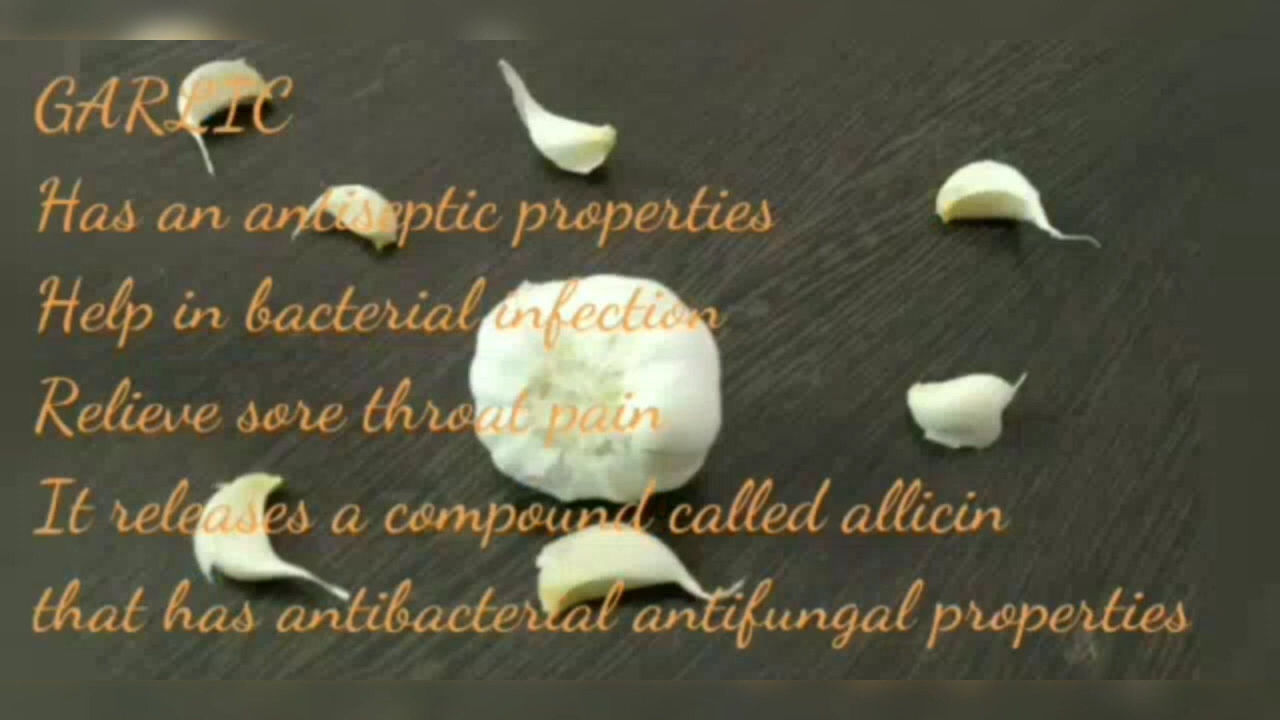 GARLIC
Has an antiseptic properties
Help in bacterial infection
Relieve sore throat pain
It releases a compound called allicin
that has antibacterial antifungal properties